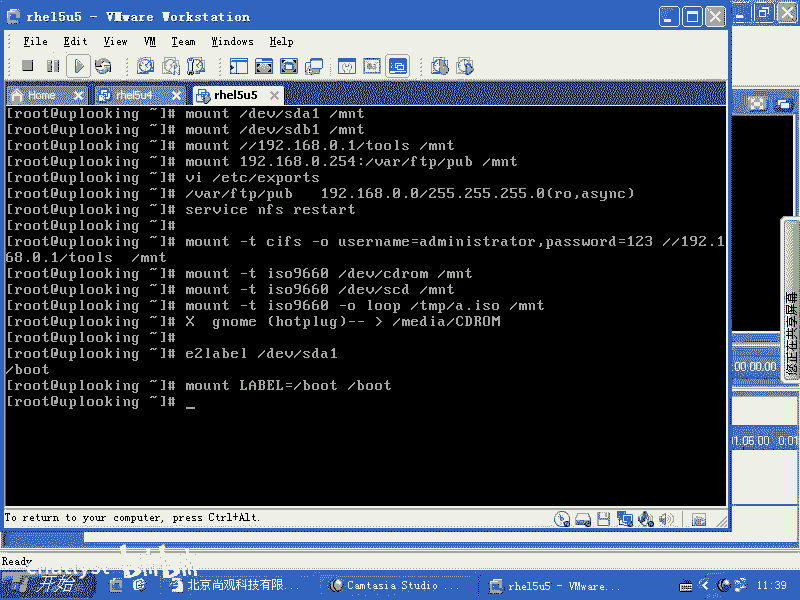 rhel5u5 - VMware Workstation
File Edit View VM Team Windows Help
Home rhel5u4 rhel5u5
[root@uplooking ~]# mount /dev/sda1 /mnt
[root@uplooking ~]# mount /dev/sdb1 /mnt
[root@uplooking ~]# mount //192.168.0.1/tools /mnt
[root@uplooking ~]# mount 192.168.0.254:/var/ftp/pub /mnt
[root@uplooking ~]# vi /etc/exports
[root@uplooking ~]# /var/ftp/pub   192.168.0.0/255.255.255.0(ro,async)
[root@uplooking ~]# service nfs restart
[root@uplooking ~]#
[root@uplooking ~]# mount -t cifs -o username=administrator,password=123 //192.1
68.0.1/tools  /mnt
[root@uplooking ~]# mount -t iso9660 /dev/cdrom /mnt
[root@uplooking ~]# mount -t iso9660 /dev/scd /mnt
[root@uplooking ~]# mount -t iso9660 -o loop /tmp/a.iso /mnt
[root@uplooking ~]# X  gnome (hotplug)-- > /media/CDROM
[root@uplooking ~]#
[root@uplooking ~]# e2label /dev/sda1
/boot
[root@uplooking ~]# mount LABEL=/boot /boot
[root@uplooking ~]# _
您正在共享屏幕
00:00.00
1:06.00 0:01
To return to your computer, press Ctrl+Alt.
Ready
开始 北京尚观科技有限... Camtasia Studio ... rhel5u5 - VMware... 11:39